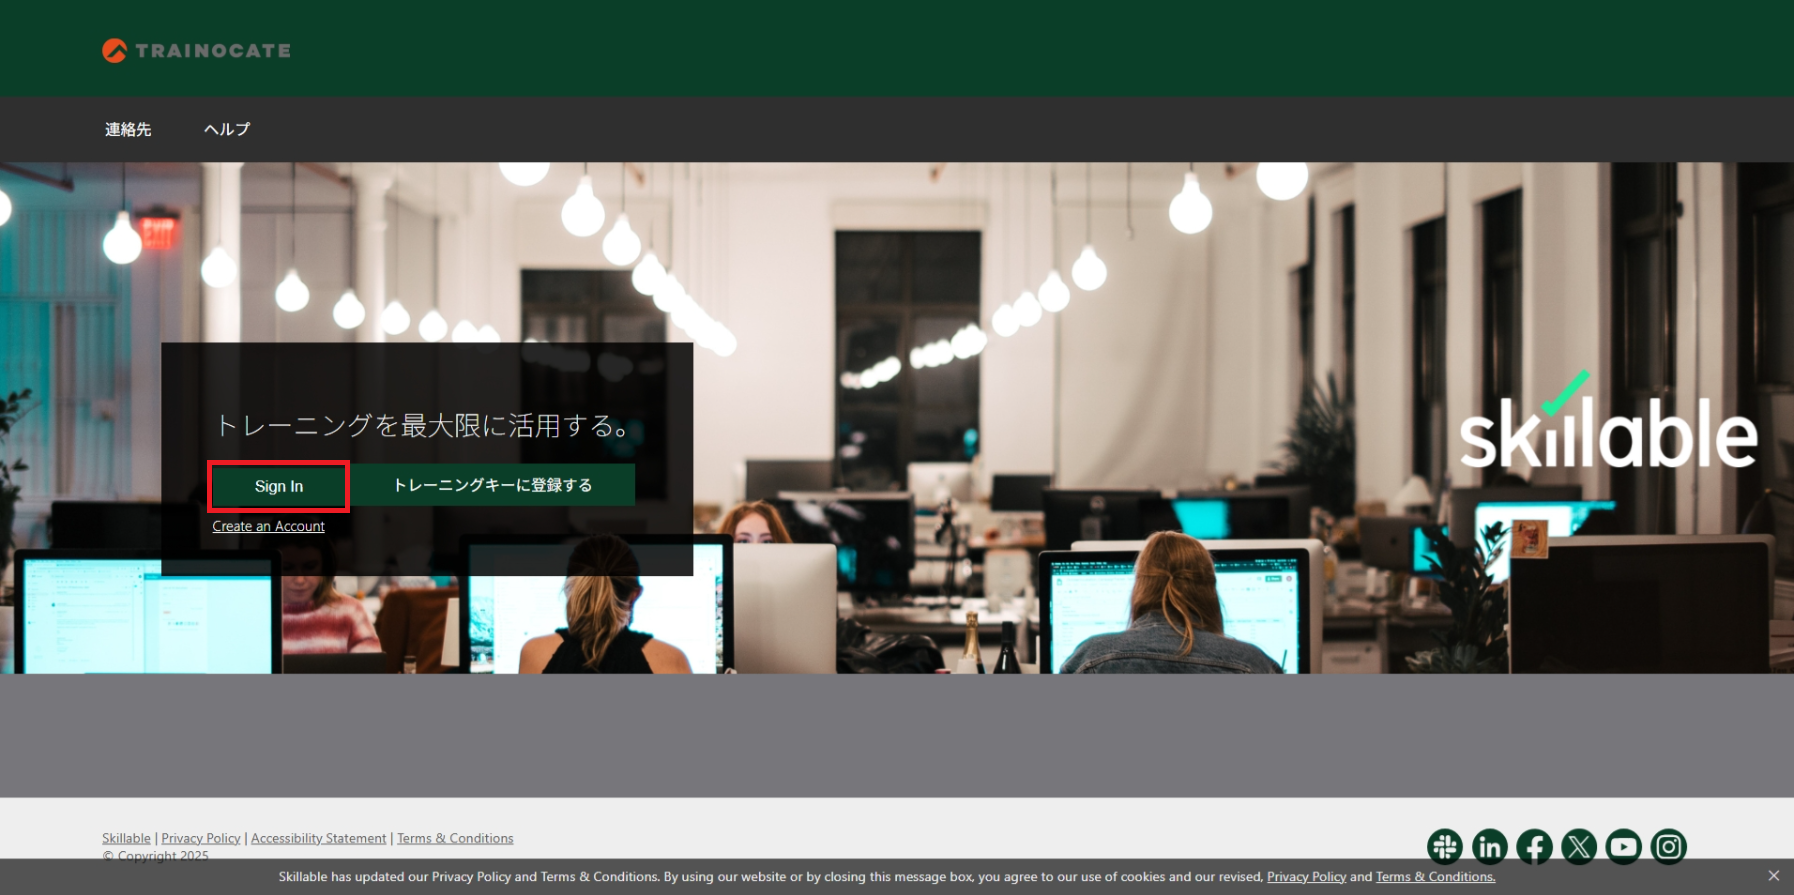 TRAINOCATE
連絡先 ヘルプ
EXIT
トレーニングを最大限に活用する。
Sign In トレーニングキーに登録する
Create an Account
skillable
Skillable | Privacy Policy | Accessibility Statement | Terms & Conditions
© Copyright 2025
Skillable has updated our Privacy Policy and Terms & Conditions. By using our website or by closing this message box, you agree to our use of cookies and our revised, Privacy Policy and Terms & Conditions.